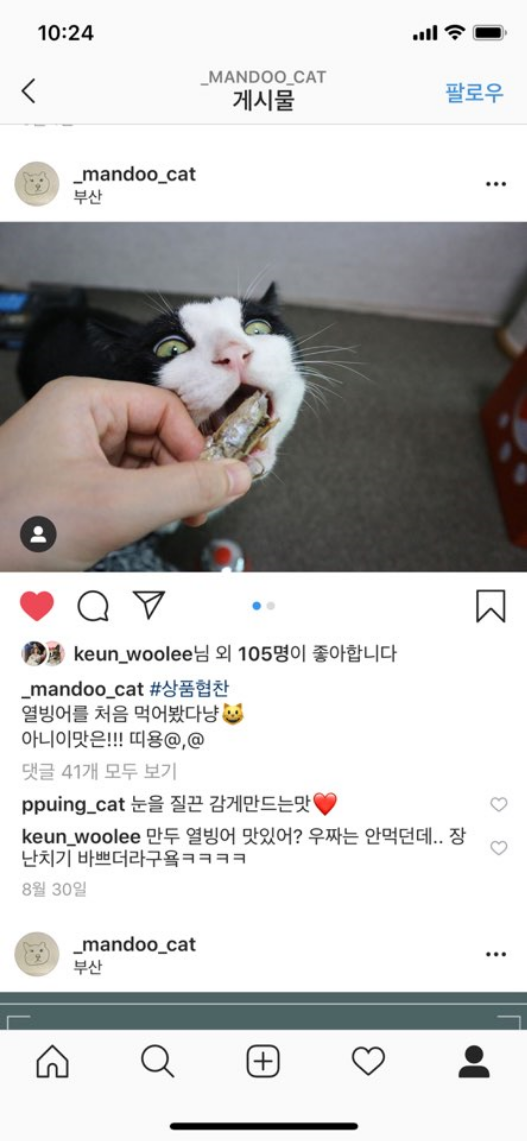 10:24
_MANDOO_CAT
게시물
팔로우
_mandoo_cat
부산
keun_woolee님 외 105명이 좋아합니다
_mandoo_cat #상품협찬
열빙어를 처음 먹어봤다냥😺
아니이맛은!!! 띠용@,@
댓글 41개 모두 보기
ppuing_cat 눈을 질끈 감게만드는맛❤️
keun_woolee 만두 열빙어 맛있어? 우짜는 안먹던데.. 장
난치기 바쁘더라구욬ㅋㅋㅋㅋ
8월 30일
_mandoo_cat
부산